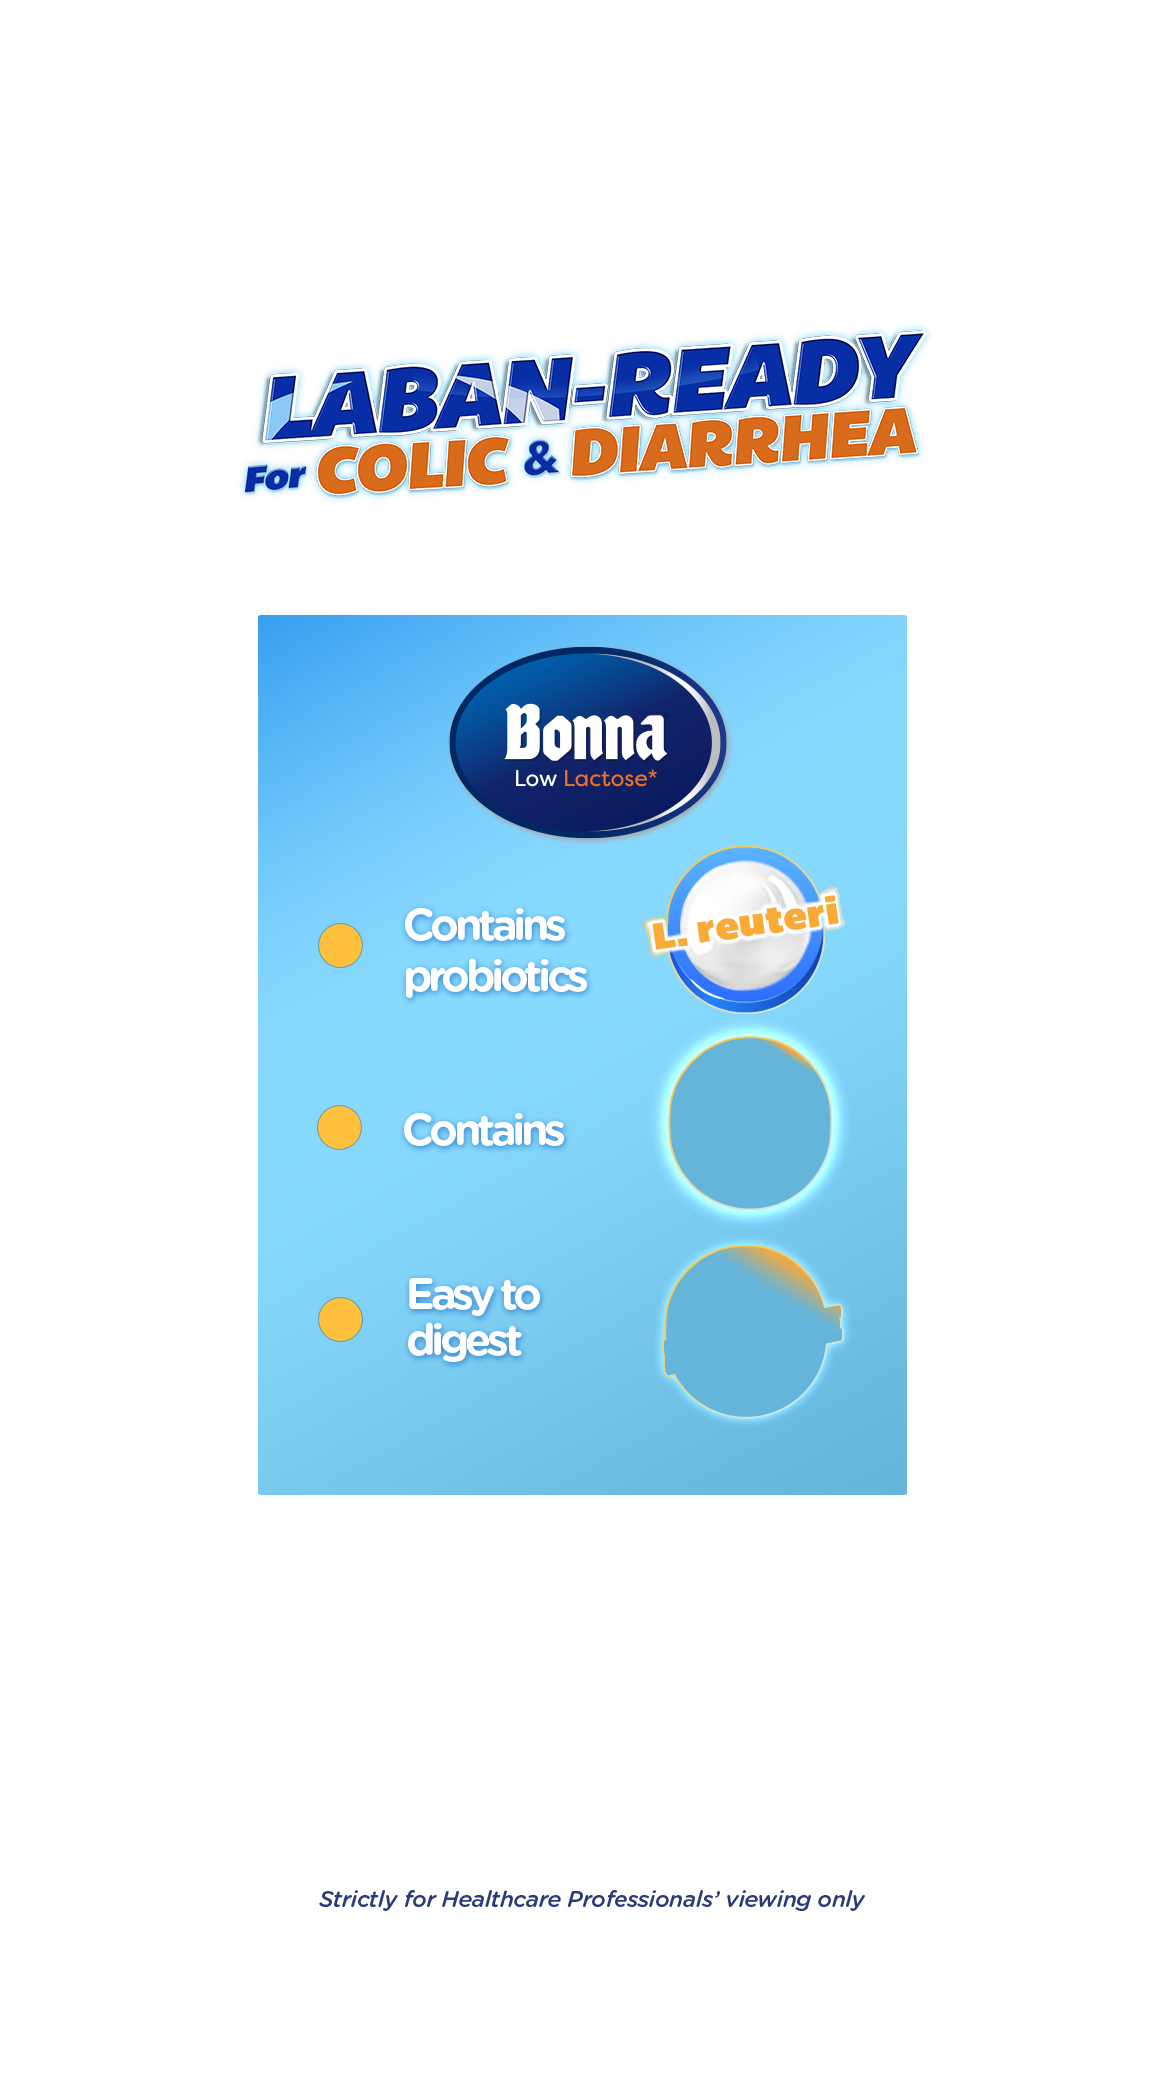 LABAN-READY
For COLIC & DIARRHEA
Bonna
Low Lactose*
Contains
probiotics
L. reuteri
Contains
Easy to
digest
Strictly for Healthcare Professionals’ viewing only